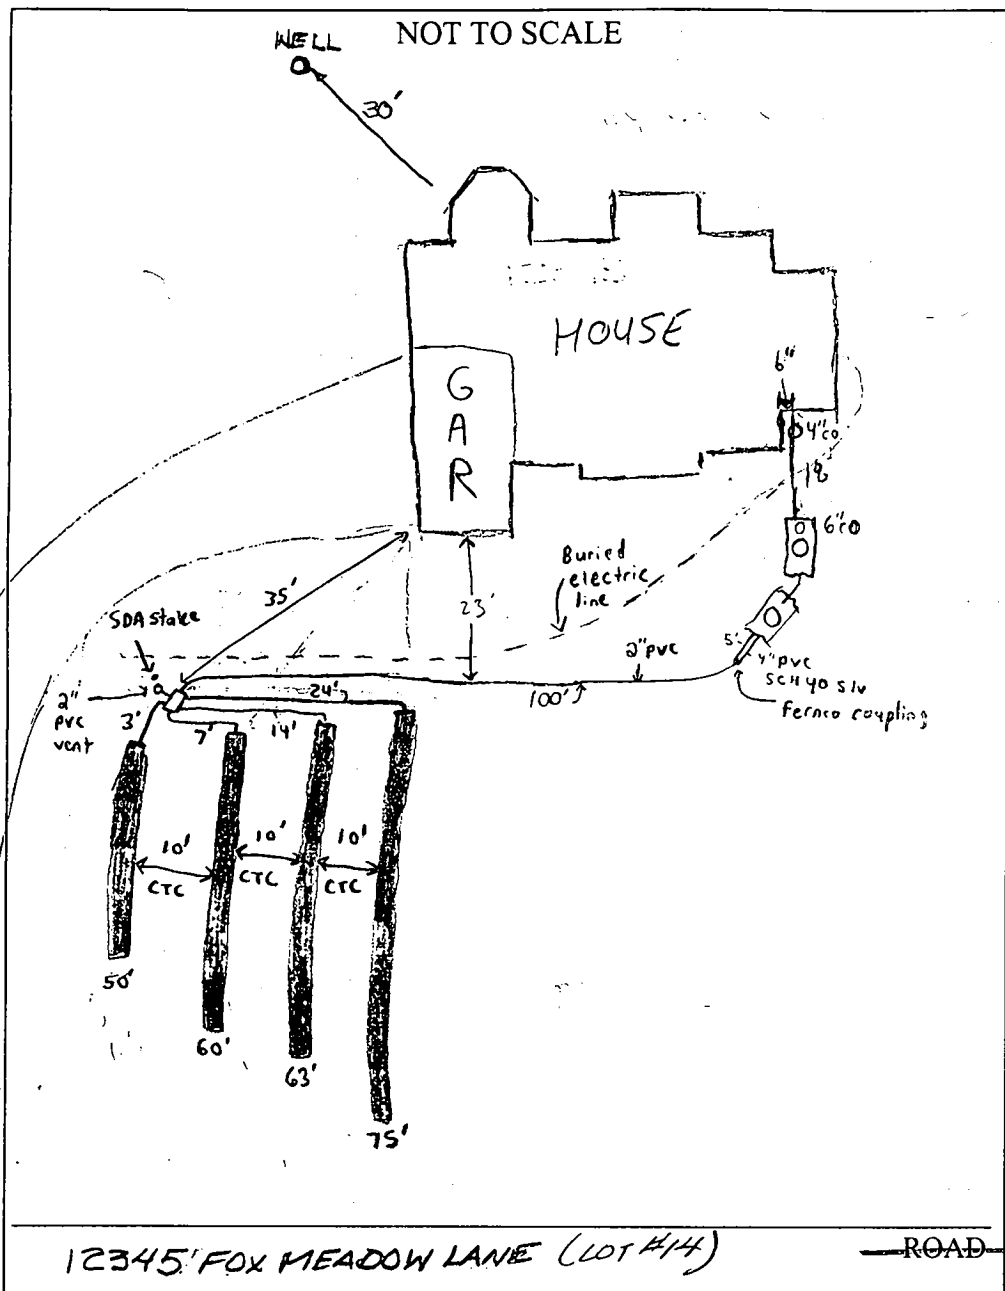 NOT TO SCALE
WELL
30'
HOUSE
6"
GAR
4"co
6"co
Buried
electric
line
35'
23'
SDA stake
5'
2"pvc
4"pvc
SCH 40 S/W
fernco coupling
100'
24'
2"
pvc
vent
3'
7'
14'
10'
CTC
10'
CTC
10'
CTC
50'
60'
63'
75'
12345 FOX MEADOW LANE (LOT #14)
ROAD